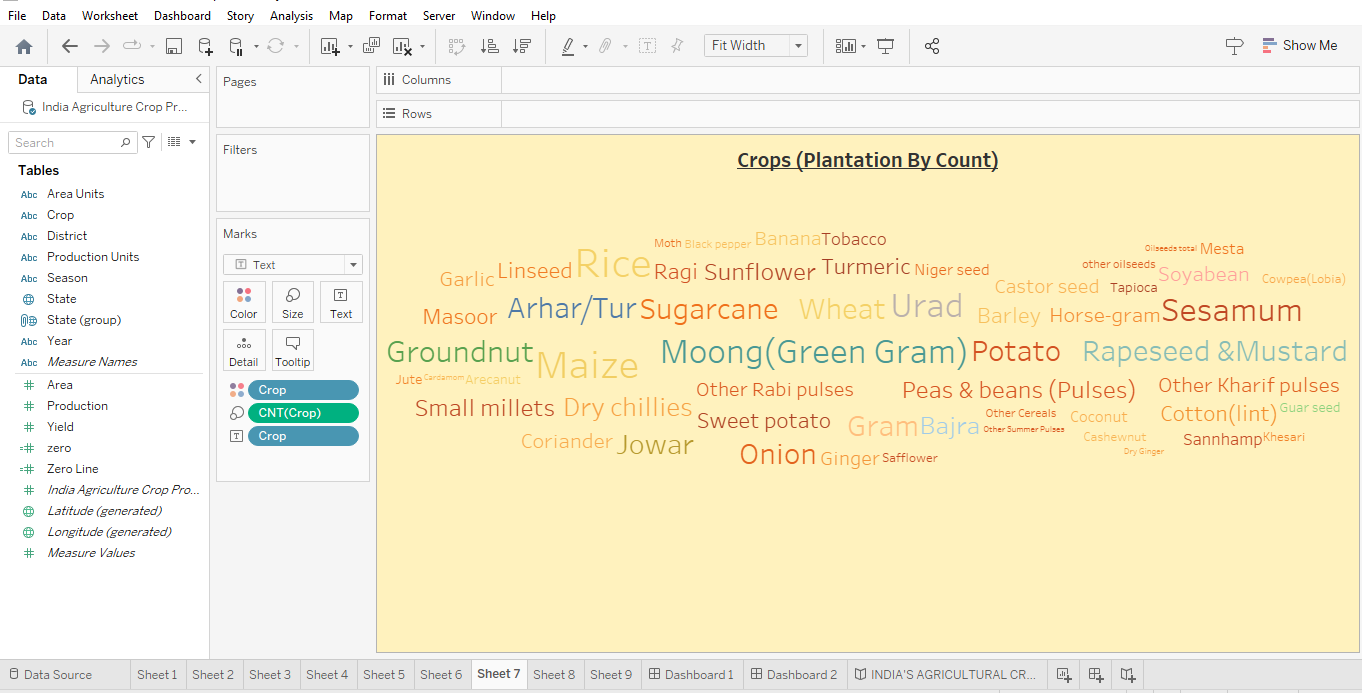 File Data Worksheet Dashboard Story Analysis Map Format Server Window Help
Fit Width
Show Me
Data Analytics
India Agriculture Crop Pr...
Search
Tables
Abc Area Units
Abc Crop
Abc District
Abc Production Units
Abc Season
State
State (group)
Abc Year
Abc Measure Names
# Area
# Production
# Yield
=# zero
=# Zero Line
# India Agriculture Crop Pro...
Latitude (generated)
Longitude (generated)
# Measure Values
Pages
Filters
Marks
T Text
Color Size Text
Detail Tooltip
Crop
CNT(Crop)
T Crop
Columns
Rows
Crops (Plantation By Count)
Moth Black pepper Banana Tobacco
Oilseeds total Mesta
Garlic Linseed Rice Ragi Sunflower Turmeric Niger seed
other oilseeds Soyabean Cowpea(Lobia)
Castor seed Tapioca
Masoor Arhar/Tur Sugarcane Wheat Urad Barley Horse-gram Sesamum
Groundnut Maize Moong(Green Gram) Potato Rapeseed &Mustard
Jute Cardamom Arecanut
Other Rabi pulses Peas & beans (Pulses) Other Kharif pulses
Small millets Dry chillies Sweet potato Gram Bajra
Other Cereals Coconut Cotton(lint) Guar seed
Other Summer Pulses
Coriander Jowar Cashewnut Sannhamp Khesari
Onion Ginger Safflower Dry Ginger
Data Source Sheet 1 Sheet 2 Sheet 3 Sheet 4 Sheet 5 Sheet 6 Sheet 7 Sheet 8 Sheet 9 Dashboard 1 Dashboard 2 INDIA'S AGRICULTURAL CR...